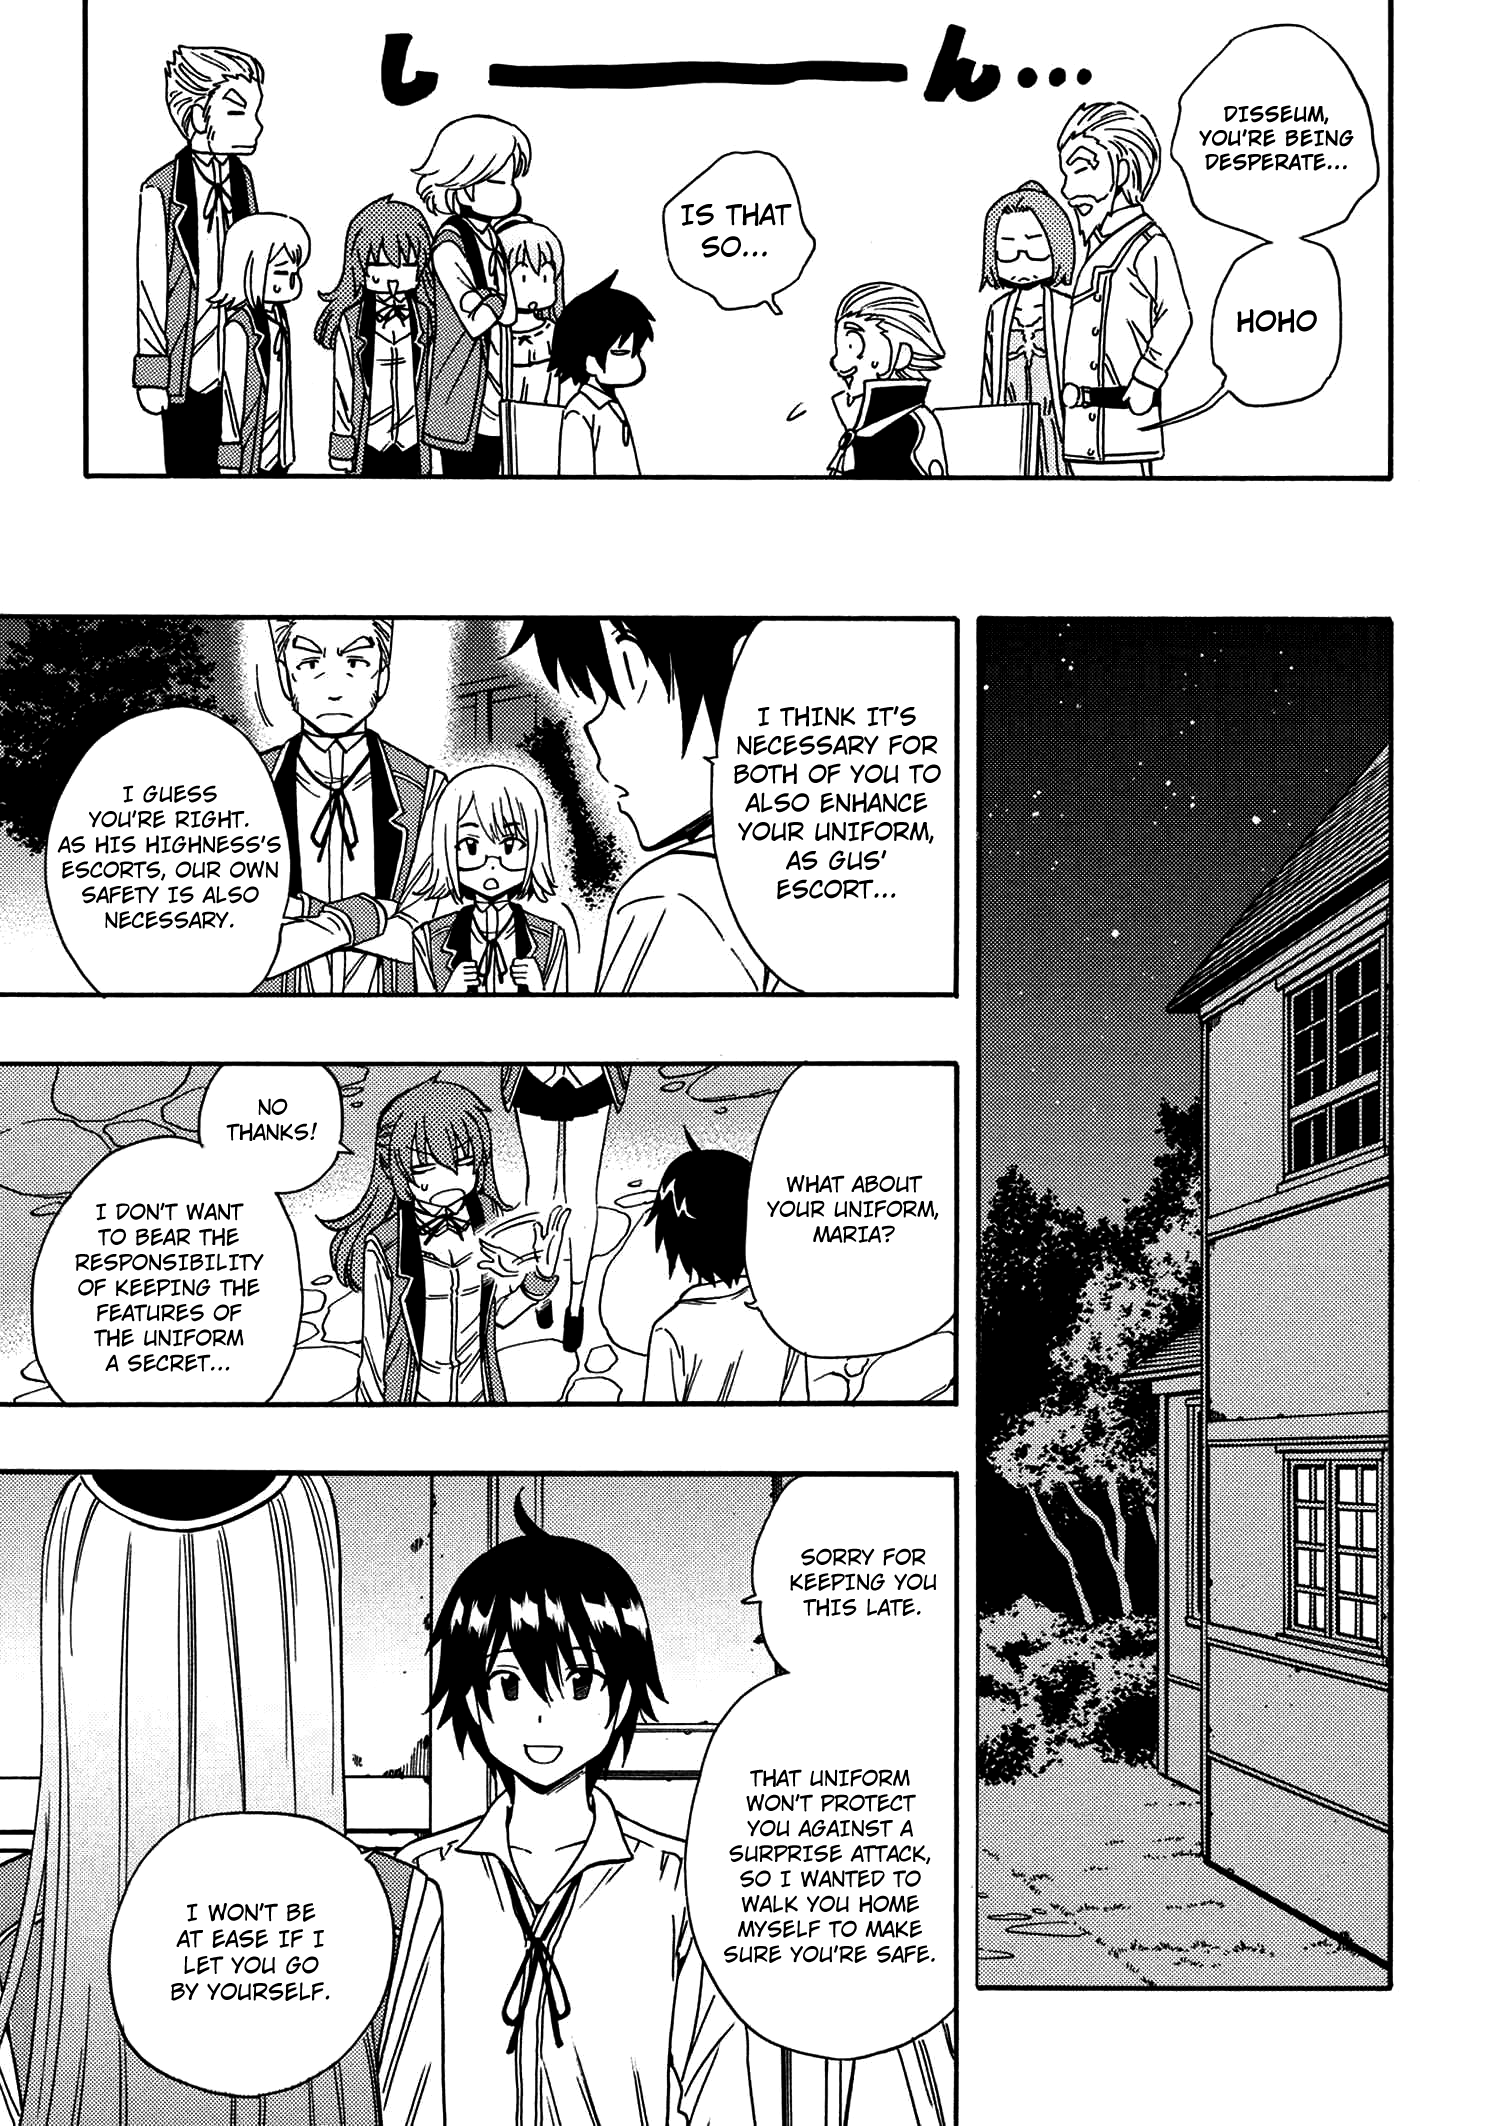 しーん…
DISSEUM,
YOU'RE BEING
DESPERATE...
HOHO
IS THAT
SO...
I THINK IT'S
NECESSARY FOR
BOTH OF YOU TO
ALSO ENHANCE
YOUR UNIFORM,
AS GUS'
ESCORT...
I GUESS
YOU'RE RIGHT.
AS HIS HIGHNESS'S
ESCORTS, OUR OWN
SAFETY IS ALSO
NECESSARY.
WHAT ABOUT
YOUR UNIFORM,
MARIA?
NO
THANKS!
I DON'T WANT
TO BEAR THE
RESPONSIBILITY
OF KEEPING THE
FEATURES OF
THE UNIFORM
A SECRET...
SORRY FOR
KEEPING YOU
THIS LATE.
THAT UNIFORM
WON'T PROTECT
YOU AGAINST A
SURPRISE ATTACK,
SO I WANTED TO
WALK YOU HOME
MYSELF TO MAKE
SURE YOU'RE SAFE.
I WON'T BE
AT EASE IF I
LET YOU GO
BY YOURSELF.